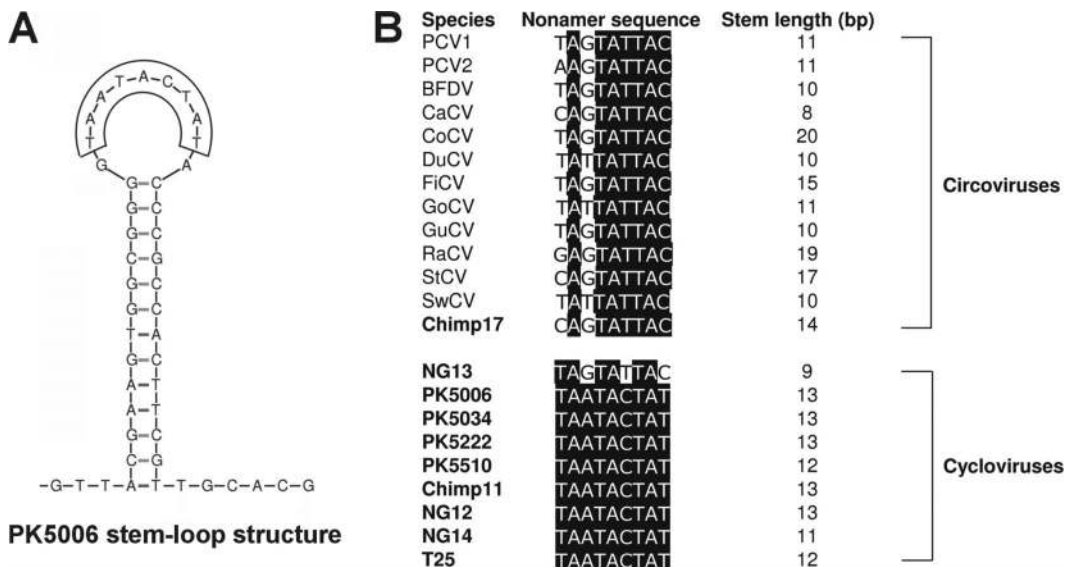 A
A T A C T A T
A
A
T
G A
G=C
G=C
G=C
C=G
G=C
G=C
T=A
G=C
A=T
A=T
G=C
C=G
-G-T-T-A=T-T-G-C-A-C-G
PK5006 stem-loop structure
B
Species Nonamer sequence Stem length (bp)
PCV1 TAGTATTAC 11
PCV2 AAGTATTAC 11
BFDV TAGTATTAC 10
CaCV CAGTATTAC 8
CoCV TAGTATTAC 20
DuCV TATTATTAC 10
FiCV TAGTATTAC 15
GoCV TATTATTAC 11
GuCV TAGTATTAC 10
RaCV GAGTATTAC 19
StCV CAGTATTAC 17
SwCV TATTATTAC 10
Chimp17 CAGTATTAC 14
Circoviruses
NG13 TAGTATTAC 9
PK5006 TAATACTAT 13
PK5034 TAATACTAT 13
PK5222 TAATACTAT 13
PK5510 TAATACTAT 12
Chimp11 TAATACTAT 13
NG12 TAATACTAT 13
NG14 TAATACTAT 11
T25 TAATACTAT 12
Cycloviruses